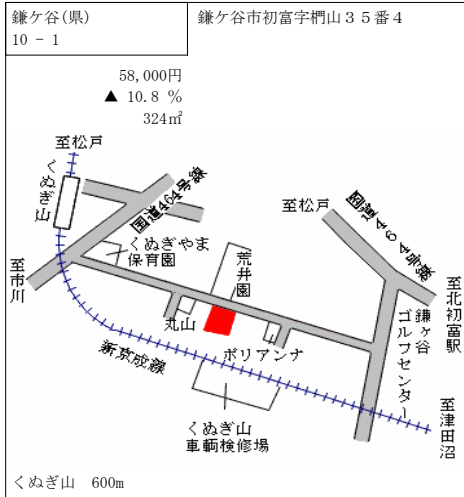 鎌ケ谷(県)
10 - 1
鎌ケ谷市初富字椚山３５番４
58,000円
▲ 10.8 %
324㎡
至松戸
くぬぎ山
国道464号線
至松戸
国道464号線
くぬぎやま
保育園
荒井園
至市川
至北初富駅
鎌ヶ谷
ゴルフセンター
丸山
ポリアンナ
新京成線
くぬぎ山
車輌検修場
至津田沼
くぬぎ山　600m